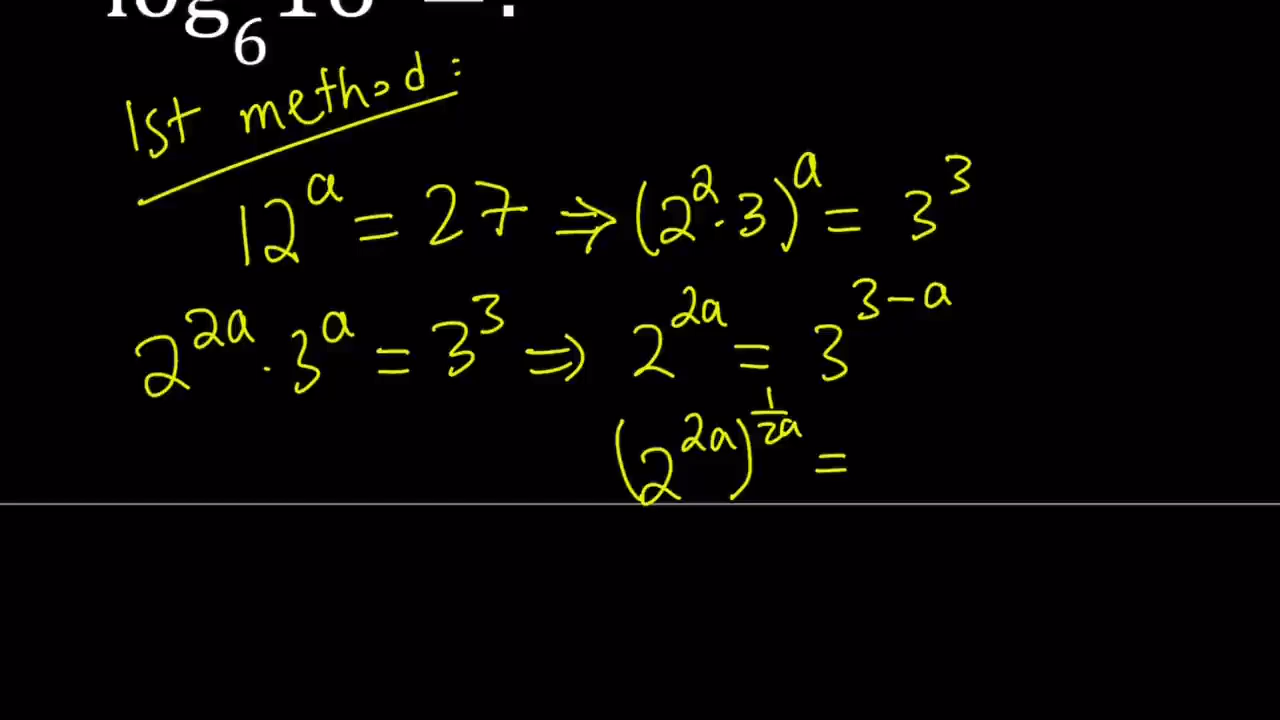 log₆16 = ?
1st method:
12^a = 27 ⇒ (2^2 · 3)^a = 3^3
2^{2a} · 3^a = 3^3 ⇒ 2^{2a} = 3^{3-a}
(2^{2a})^{1/2a} =